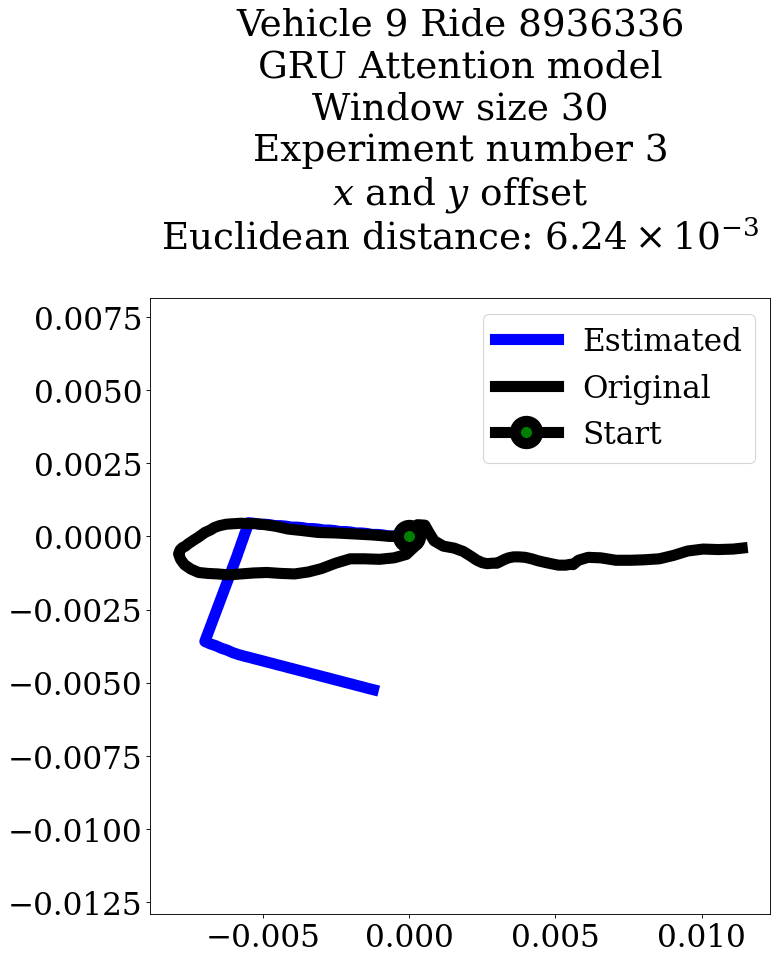 Vehicle 9 Ride 8936336
GRU Attention model
Window size 30
Experiment number 3
x and y offset
Euclidean distance: 6.24 × 10⁻³
Estimated
Original
Start
0.0075
0.0050
0.0025
0.0000
−0.0025
−0.0050
−0.0075
−0.0100
−0.0125
−0.005 0.000 0.005 0.010